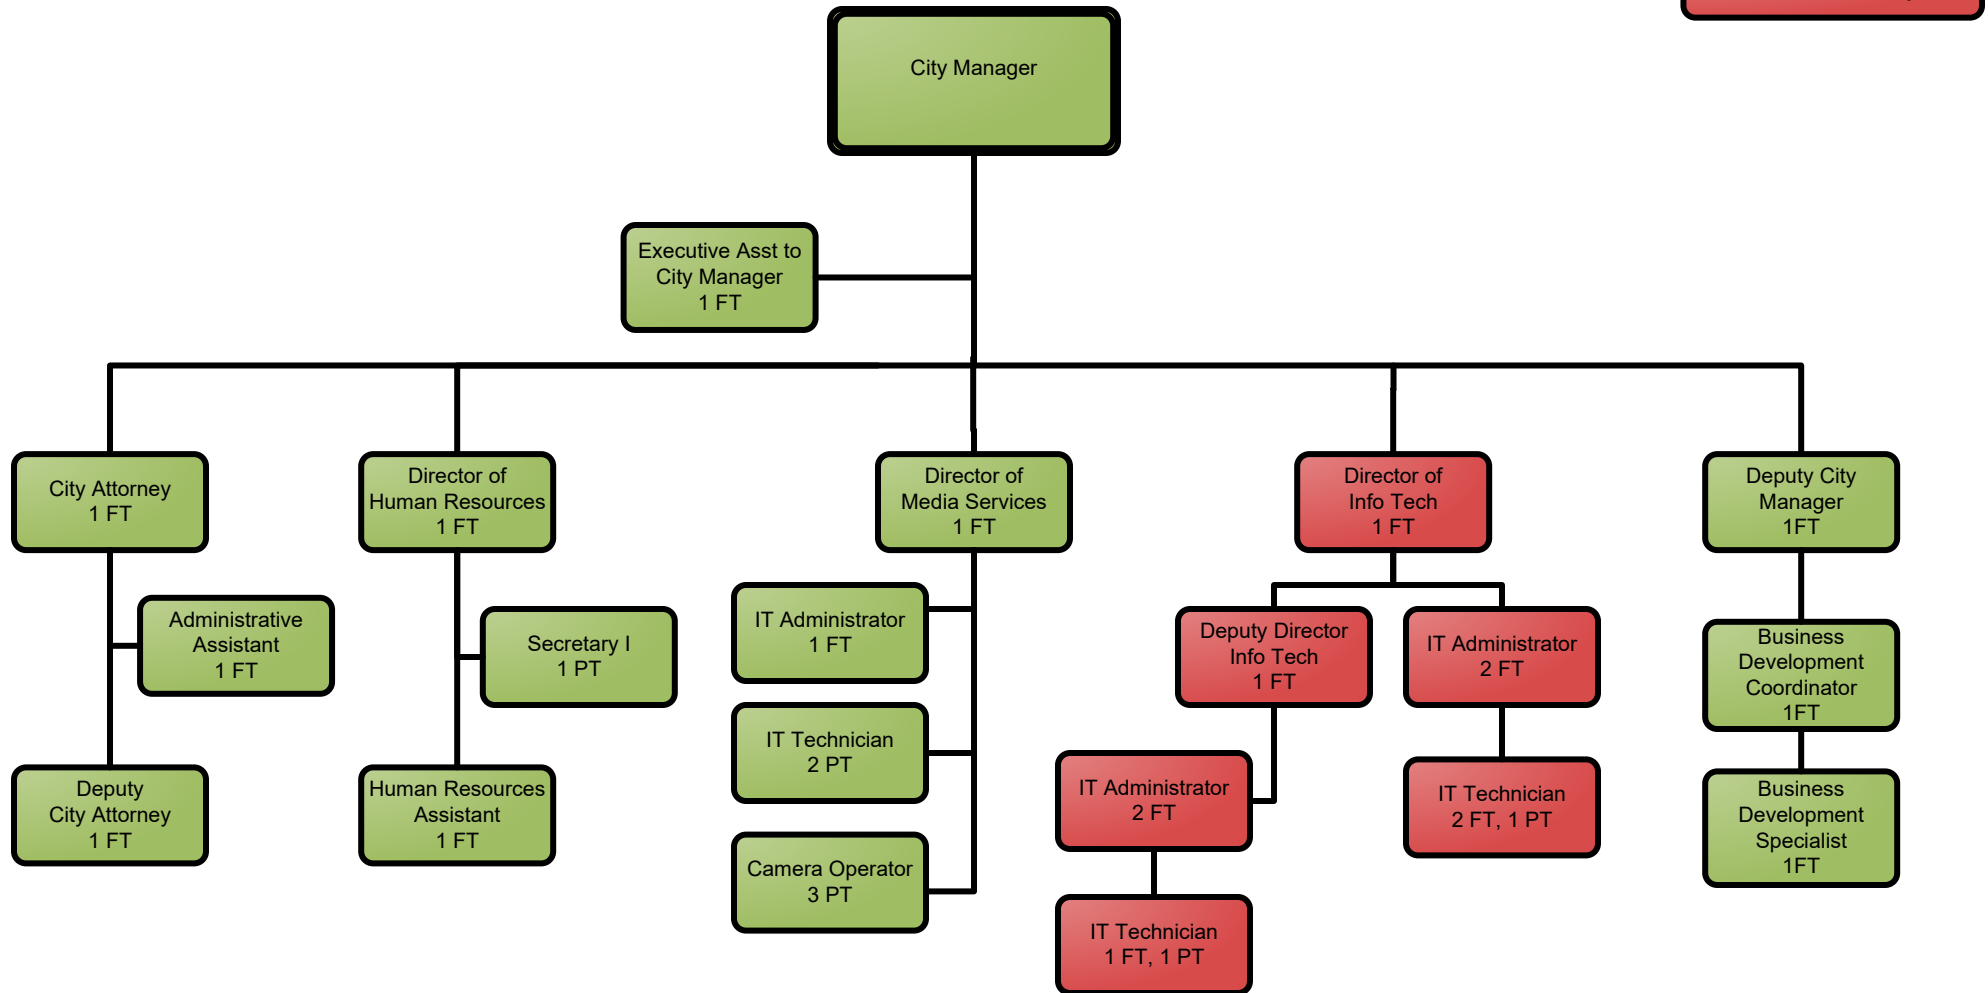 City Manager
Executive Asst to
City Manager
1 FT
City Attorney
1 FT
Director of
Human Resources
1 FT
Director of
Media Services
1 FT
Director of
Info Tech
1 FT
Deputy City
Manager
1FT
Administrative
Assistant
1 FT
Secretary I
1 PT
IT Administrator
1 FT
Deputy Director
Info Tech
1 FT
IT Administrator
2 FT
Business
Development
Coordinator
1FT
IT Technician
2 PT
Deputy
City Attorney
1 FT
Human Resources
Assistant
1 FT
Camera Operator
3 PT
IT Administrator
2 FT
IT Technician
2 FT, 1 PT
Business
Development
Specialist
1FT
IT Technician
1 FT, 1 PT